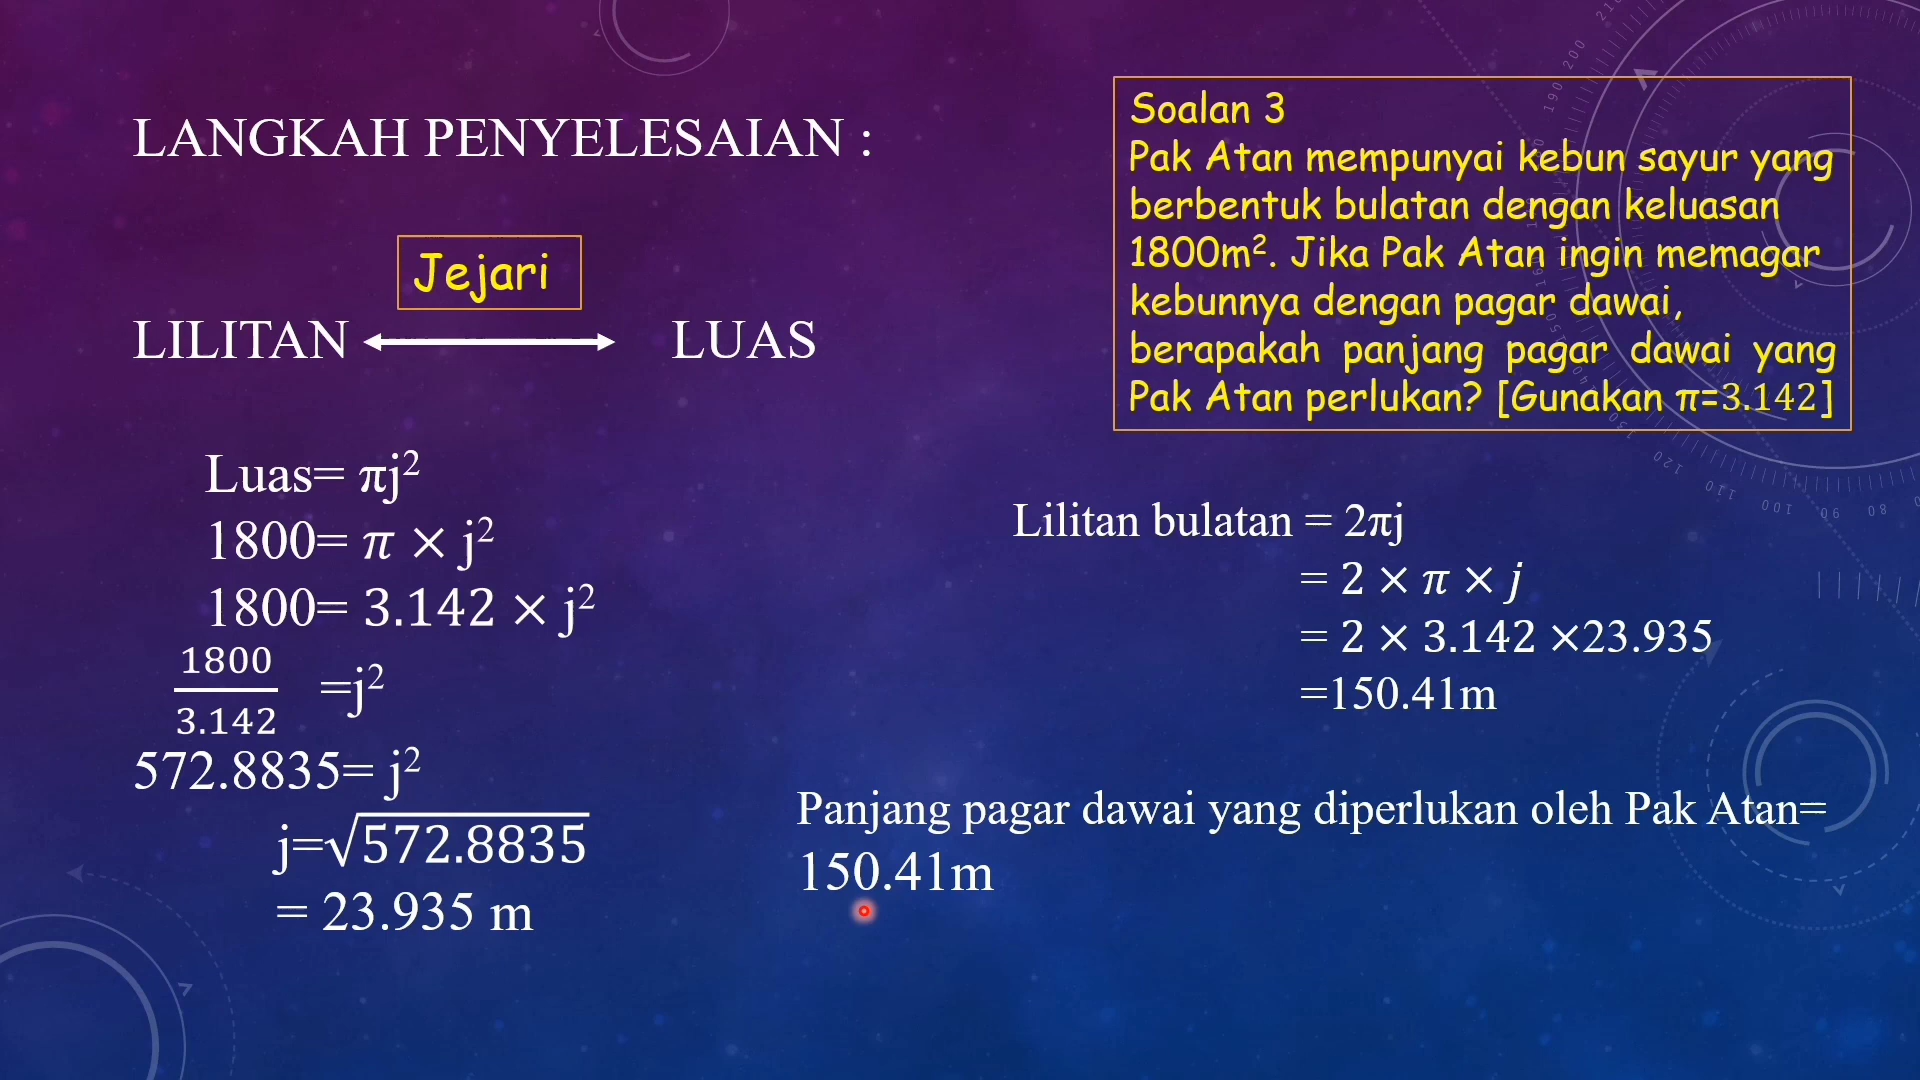 LANGKAH PENYELESAIAN :
Jejari
LILITAN LUAS
Luas= πj²
1800= π × j²
1800= 3.142 × j²
1800
3.142
=j²
572.8835= j²
j=√572.8835
= 23.935 m
Soalan 3
Pak Atan mempunyai kebun sayur yang
berbentuk bulatan dengan keluasan
1800m². Jika Pak Atan ingin memagar
kebunnya dengan pagar dawai,
berapakah panjang pagar dawai yang
Pak Atan perlukan? [Gunakan π=3.142]
Lilitan bulatan = 2πj
= 2 × π × j
= 2 × 3.142 ×23.935
=150.41m
Panjang pagar dawai yang diperlukan oleh Pak Atan=
150.41m